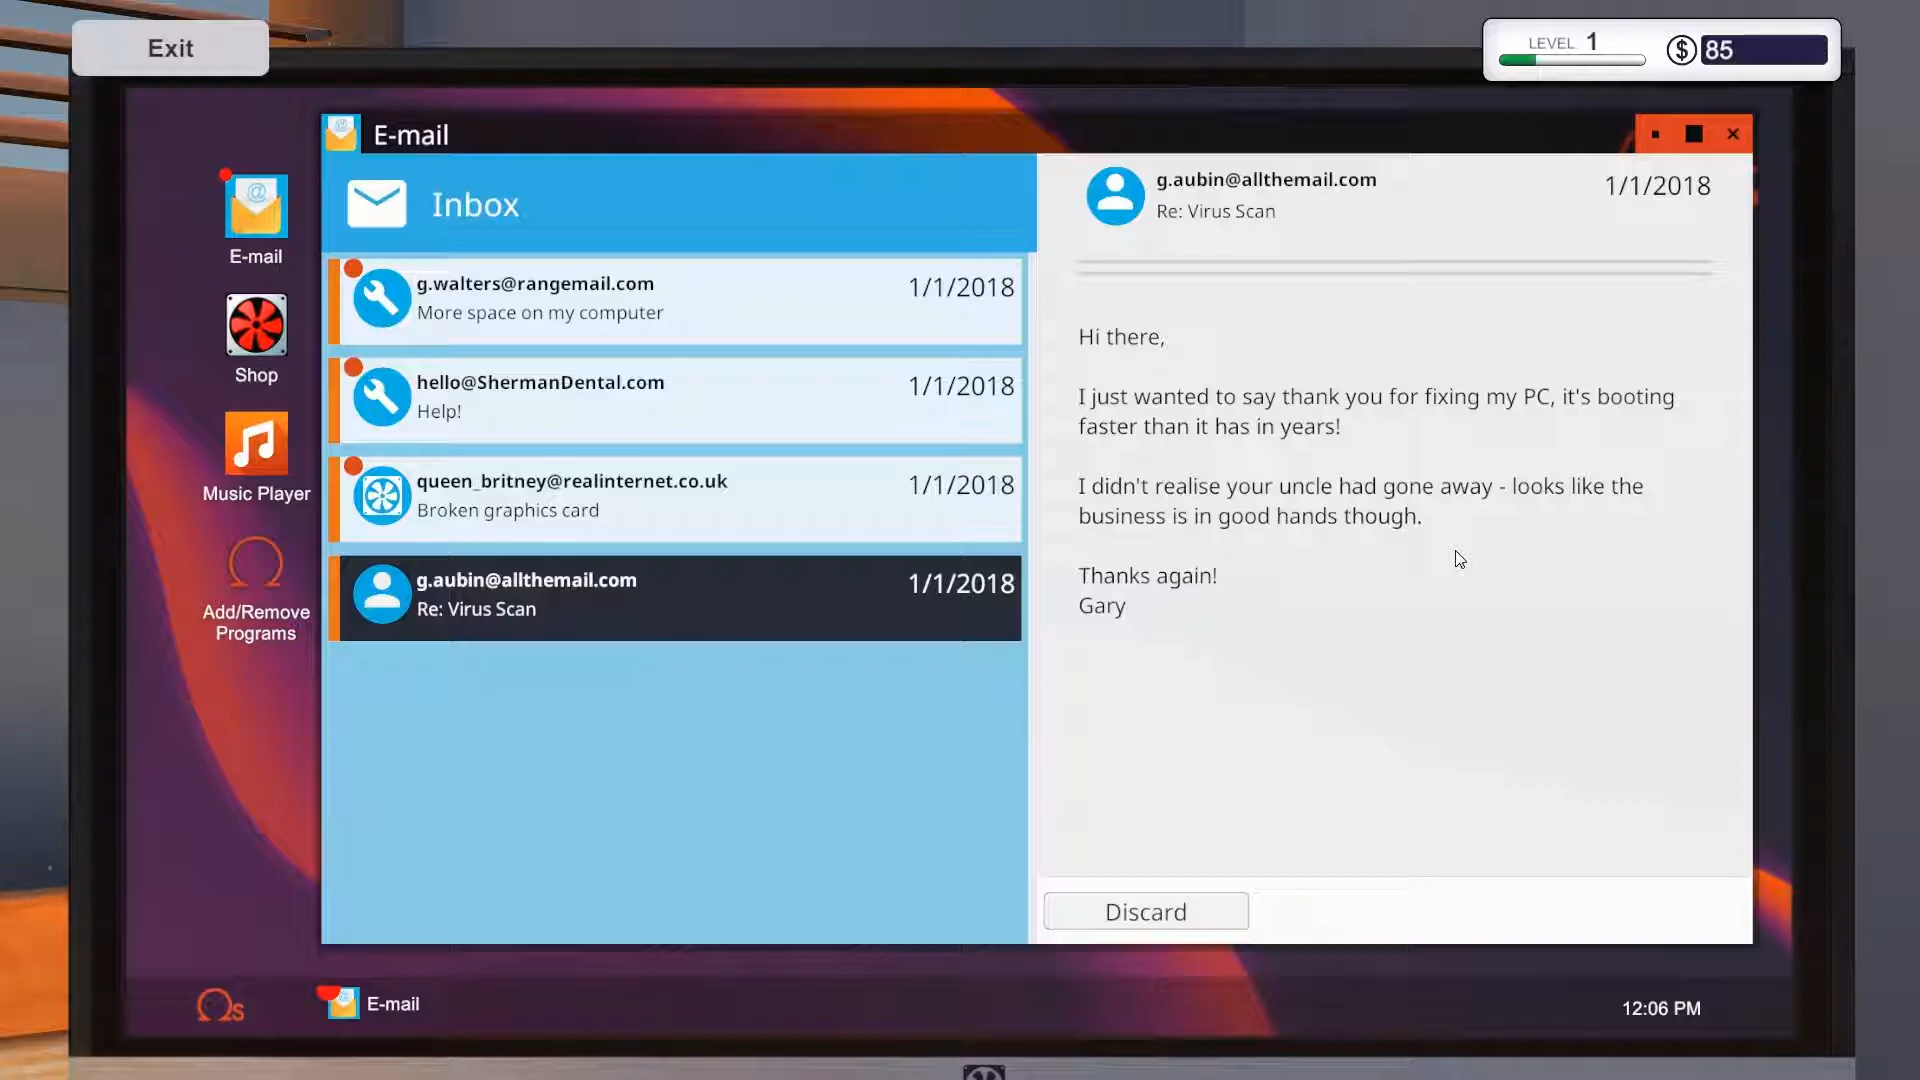 Exit
LEVEL 1
$ 85
E-mail
E-mail
Shop
Music Player
Add/Remove
Programs
Inbox
g.walters@rangemail.com
1/1/2018
More space on my computer
hello@ShermanDental.com
1/1/2018
Help!
queen_britney@realinternet.co.uk
1/1/2018
Broken graphics card
g.aubin@allthemail.com
1/1/2018
Re: Virus Scan
g.aubin@allthemail.com
1/1/2018
Re: Virus Scan
Hi there,
I just wanted to say thank you for fixing my PC, it's booting
faster than it has in years!
I didn't realise your uncle had gone away - looks like the
business is in good hands though.
Thanks again!
Gary
Discard
Ωs
E-mail
12:06 PM